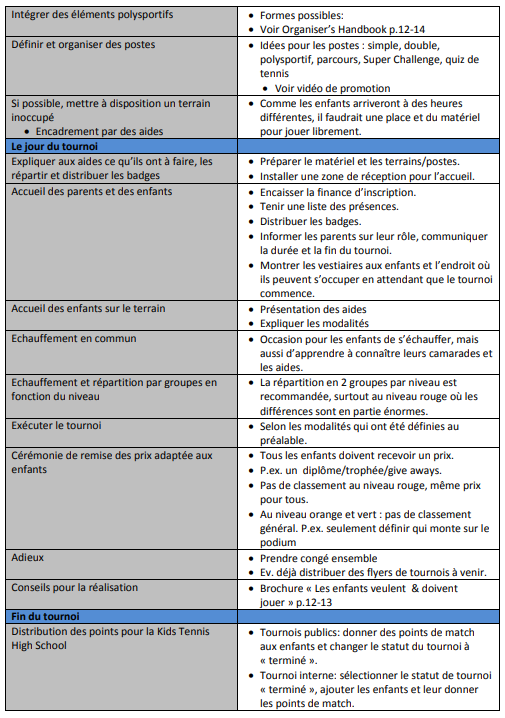 Intégrer des éléments polysportifs
• Formes possibles:
• Voir Organiser's Handbook p.12-14
Définir et organiser des postes
• Idées pour les postes : simple, double,
polysportif, parcours, Super Challenge, quiz de
tennis
• Voir vidéo de promotion
Si possible, mettre à disposition un terrain
inoccupé
• Encadrement par des aides
• Comme les enfants arriveront à des heures
différentes, il faudrait une place et du matériel
pour jouer librement.
Le jour du tournoi
Expliquer aux aides ce qu'ils ont à faire, les
répartir et distribuer les badges
• Préparer le matériel et les terrains/postes.
• Installer une zone de réception pour l'accueil.
Accueil des parents et des enfants
• Encaisser la finance d'inscription.
• Tenir une liste des présences.
• Distribuer les badges.
• Informer les parents sur leur rôle, communiquer
la durée et la fin du tournoi.
• Montrer les vestiaires aux enfants et l'endroit où
ils peuvent s'occuper en attendant que le tournoi
commence.
Accueil des enfants sur le terrain
• Présentation des aides
• Expliquer les modalités
Echauffement en commun
• Occasion pour les enfants de s'échauffer, mais
aussi d'apprendre à connaître leurs camarades et
les aides.
Echauffement et répartition par groupes en
fonction du niveau
• La répartition en 2 groupes par niveau est
recommandée, surtout au niveau rouge où les
différences sont en partie énormes.
Exécuter le tournoi
• Selon les modalités qui ont été définies au
préalable.
Cérémonie de remise des prix adaptée aux
enfants
• Tous les enfants doivent recevoir un prix.
• P.ex. un diplôme/trophée/give aways.
• Pas de classement au niveau rouge, même prix
pour tous.
• Au niveau orange et vert : pas de classement
général. P.ex. seulement définir qui monte sur le
podium
Adieux
• Prendre congé ensemble
• Ev. déjà distribuer des flyers de tournois à venir.
Conseils pour la réalisation
• Brochure « Les enfants veulent & doivent
jouer » p.12-13
Fin du tournoi
Distribution des points pour la Kids Tennis
High School
• Tournois publics: donner des points de match
aux enfants et changer le statut du tournoi à
« terminé ».
• Tournoi interne: sélectionner le statut de tournoi
« terminé », ajouter les enfants et leur donner
les points de match.